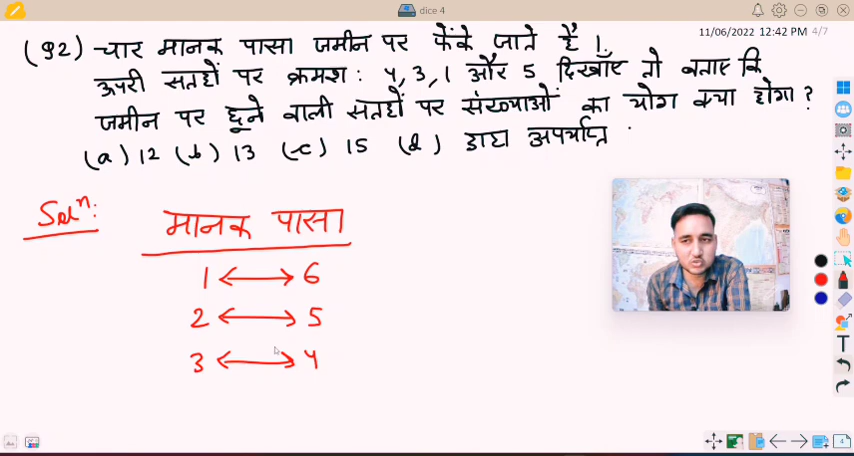 dice 4
11/06/2022 12:42 PM 4/7
(92) चार मानक पासा जमीन पर फेंके जाते हैं।
ऊपरी सतहों पर क्रमश: 4, 3, 1 और 5 दिखाएँ तो बताए कि
जमीन पर छूने वाली सतहों पर संख्याओं का योग क्या होगा?
(a) 12 (b) 13 (c) 15 (d) डाटा अपर्याप्त
Solⁿ:
मानक पासा
1 ↔ 6
2 ↔ 5
3 ↔ 4
T
4